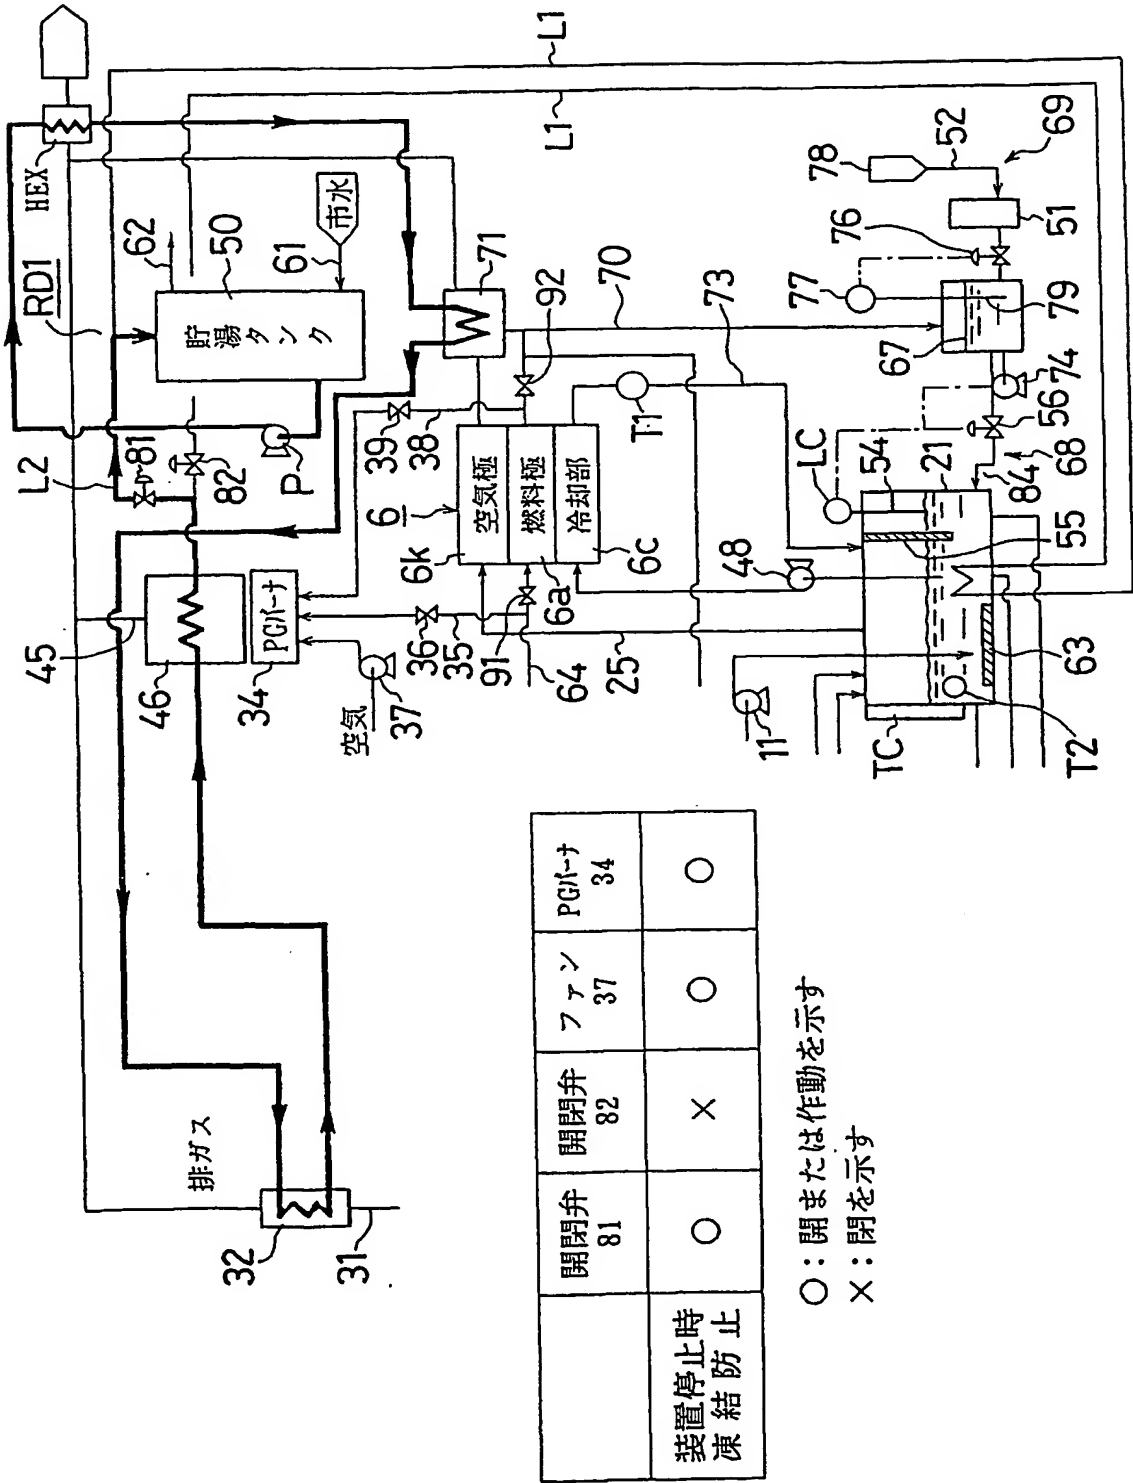 32
31
排ガス
45
46
34
PGバーナ
空気
37
L2
81
82
P
RD1
HEX
62
50
貯湯タンク
61
市水
36
35
91
64
39
38
6
6k
空気極
燃料極
冷却部
6a
6c
71
92
T1
70
73
25
48
11
TC
T2
63
55
21
54
LC
84
68
56
74
67
79
77
76
78
52
51
69
L1
L1
開閉弁
81
開閉弁
82
ファン
37
PGバーナ
34
装置停止時
凍結防止
○
×
○
○
○：開または作動を示す
×：閉を示す